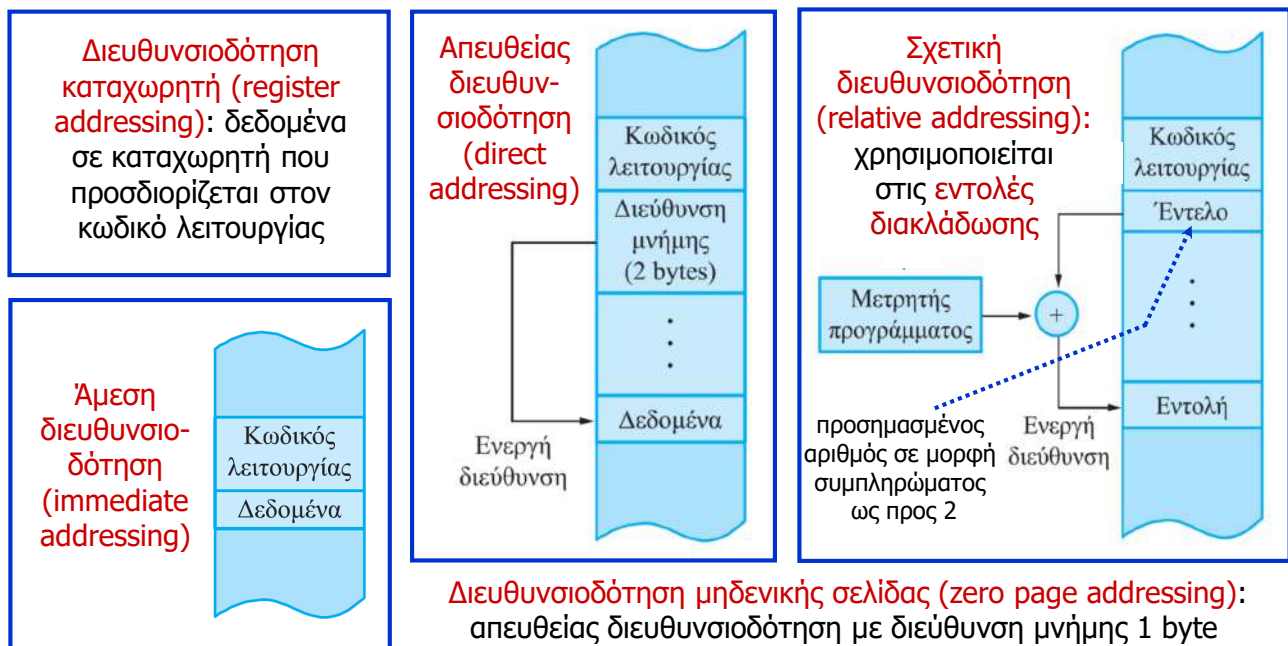 Διευθυνσιοδότηση
καταχωρητή (register
addressing): δεδομένα
σε καταχωρητή που
προσδιορίζεται στον
κωδικό λειτουργίας
Άμεση
διευθυνσιο-
δότηση
(immediate
addressing)
Κωδικός
λειτουργίας
Δεδομένα
Απευθείας
διευθυν-
σιοδότηση
(direct
addressing)
Κωδικός
λειτουργίας
Διεύθυνση
μνήμης
(2 bytes)
Δεδομένα
Ενεργή
διεύθυνση
Σχετική
διευθυνσιοδότηση
(relative addressing):
χρησιμοποιείται
στις εντολές
διακλάδωσης
Κωδικός
λειτουργίας
Έντελο
Μετρητής
προγράμματος
+
Εντολή
Ενεργή
διεύθυνση
προσημασμένος
αριθμός σε μορφή
συμπληρώματος
ως προς 2
Διευθυνσιοδότηση μηδενικής σελίδας (zero page addressing):
απευθείας διευθυνσιοδότηση με διεύθυνση μνήμης 1 byte